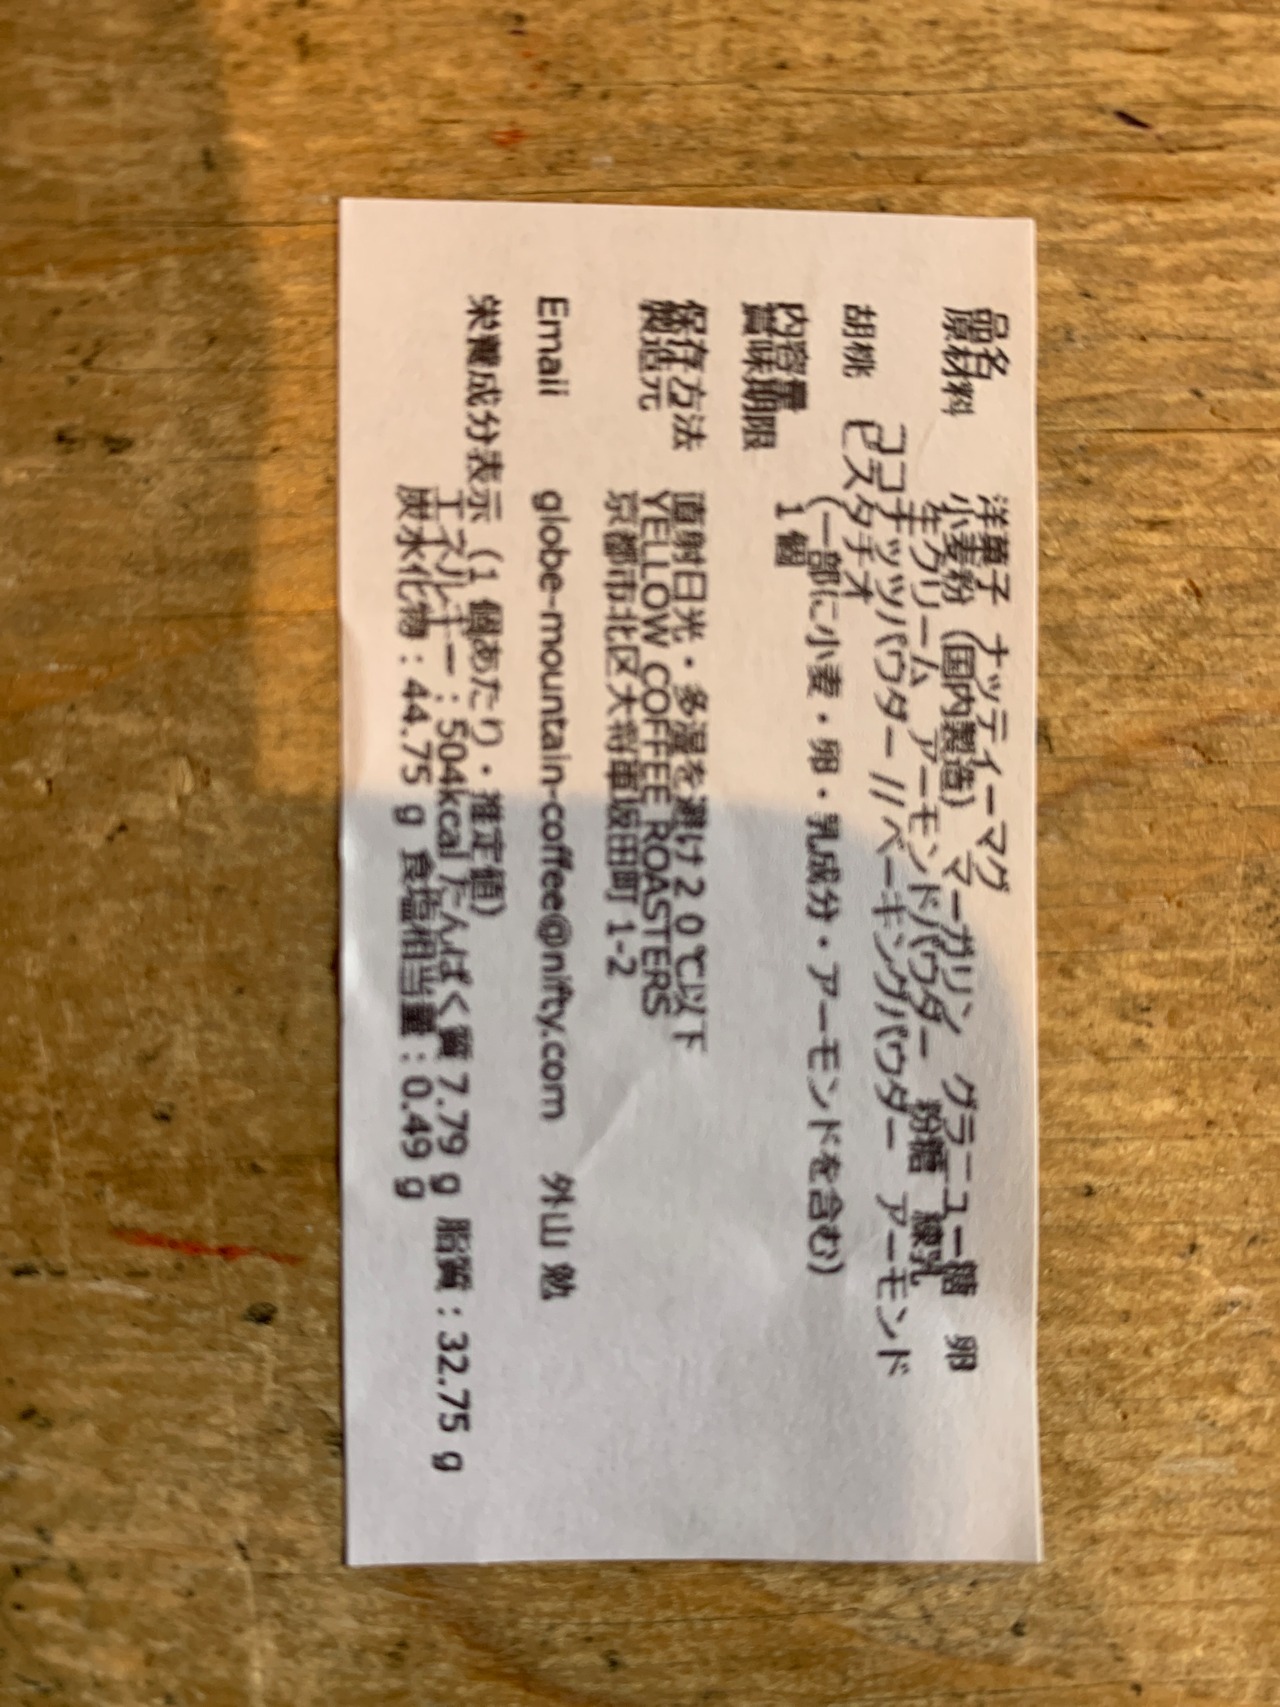 品名　洋菓子　ナッティーマグ
原材料　小麦粉（国内製造）　マーガリン　グラニュー糖　卵
生クリーム　アーモンドパウダー　粉糖　練乳
ココナッツパウダー //ベーキングパウダー　アーモンド
胡桃　ピスタチオ
（一部に小麦・卵・乳成分・アーモンドを含む）
内容量　1 個
賞味期限
保存方法　直射日光・多湿を避け２０℃以下
製造元　YELLOW COFFEE ROASTERS
京都市北区大将軍坂田町 1-2
Email　globe-mountain-coffee@nifty.com　外山 勉
栄養成分表示（1 個あたり・推定値）
エネルギー：504kcal たんぱく質 7.79 g 脂質：32.75 g
炭水化物：44.75 g 食塩相当量：0.49 g